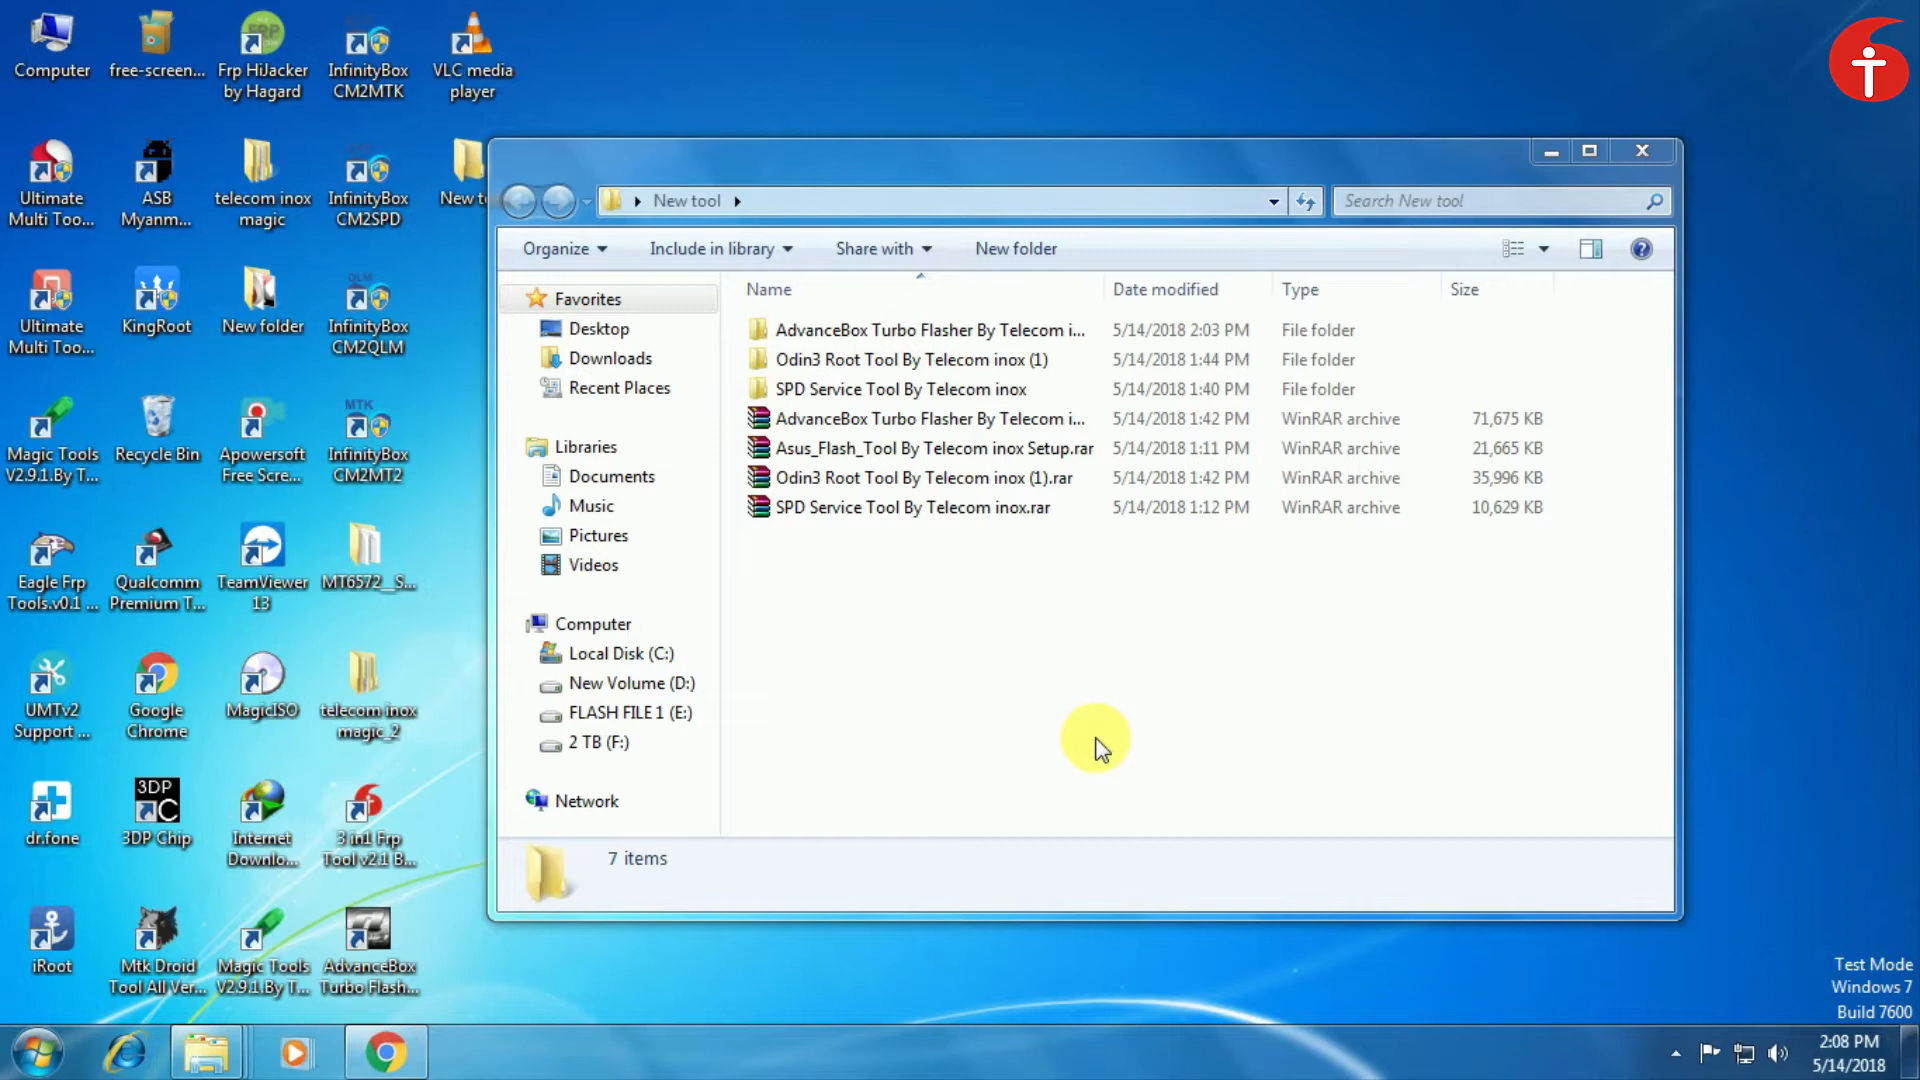 Computer
free-screen...
Frp HiJacker
by Hagard
InfinityBox
CM2MTK
VLC media
player
Ultimate
Multi Too...
ASB
Myanm...
telecom inox
magic
InfinityBox
CM2SPD
New t
Ultimate
Multi Too...
KingRoot
New folder
InfinityBox
CM2QLM
Magic Tools
V2.9.1.By T...
Recycle Bin
Apowersoft
Free Scre...
MTK
InfinityBox
CM2MT2
Eagle Frp
Tools.v0.1 ...
Qualcomm
Premium T...
TeamViewer
13
MT6572__S...
UMTv2
Support ...
Google
Chrome
MagicISO
telecom inox
magic_2
dr.fone
3DP
C
3DP Chip
Internet
Downlo...
3 in1 Frp
Tool v2.1 B...
iRoot
Mtk Droid
Tool All Ver...
Magic Tools
V2.9.1.By T...
AdvanceBox
Turbo Flash...
New tool
Search New tool
Organize
Include in library
Share with
New folder
Name
Date modified
Type
Size
Favorites
Desktop
Downloads
Recent Places
Libraries
Documents
Music
Pictures
Videos
Computer
Local Disk (C:)
New Volume (D:)
FLASH FILE 1 (E:)
2 TB (F:)
Network
AdvanceBox Turbo Flasher By Telecom i... 5/14/2018 2:03 PM File folder
Odin3 Root Tool By Telecom inox (1) 5/14/2018 1:44 PM File folder
SPD Service Tool By Telecom inox 5/14/2018 1:40 PM File folder
AdvanceBox Turbo Flasher By Telecom i... 5/14/2018 1:42 PM WinRAR archive 71,675 KB
Asus_Flash_Tool By Telecom inox Setup.rar 5/14/2018 1:11 PM WinRAR archive 21,665 KB
Odin3 Root Tool By Telecom inox (1).rar 5/14/2018 1:42 PM WinRAR archive 35,996 KB
SPD Service Tool By Telecom inox.rar 5/14/2018 1:12 PM WinRAR archive 10,629 KB
7 items
Test Mode
Windows 7
Build 7600
2:08 PM
5/14/2018